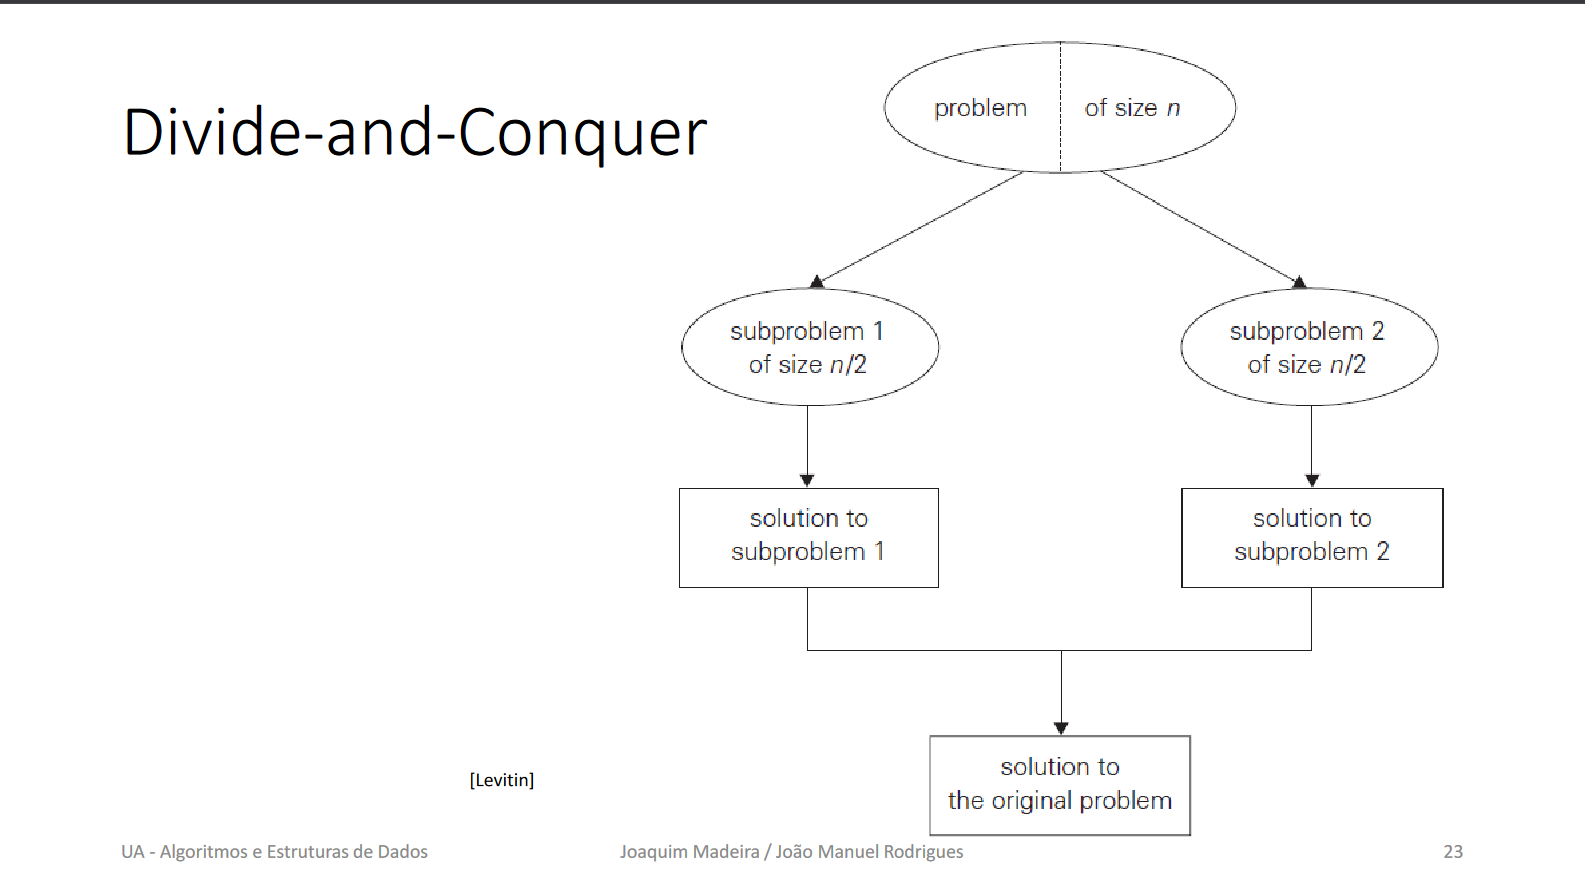 Divide-and-Conquer
problem of size n
subproblem 1
of size n/2
subproblem 2
of size n/2
solution to
subproblem 1
solution to
subproblem 2
solution to
the original problem
[Levitin]
UA - Algoritmos e Estruturas de Dados
Joaquim Madeira / João Manuel Rodrigues
23